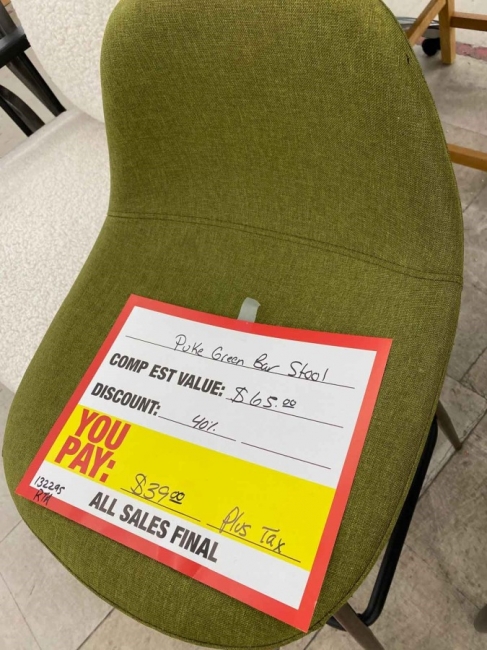 Puke Green Bar Stool
COMP EST VALUE: $65.00
DISCOUNT: 40%
YOU
PAY: $39.00 Plus Tax
132295
RTK
ALL SALES FINAL